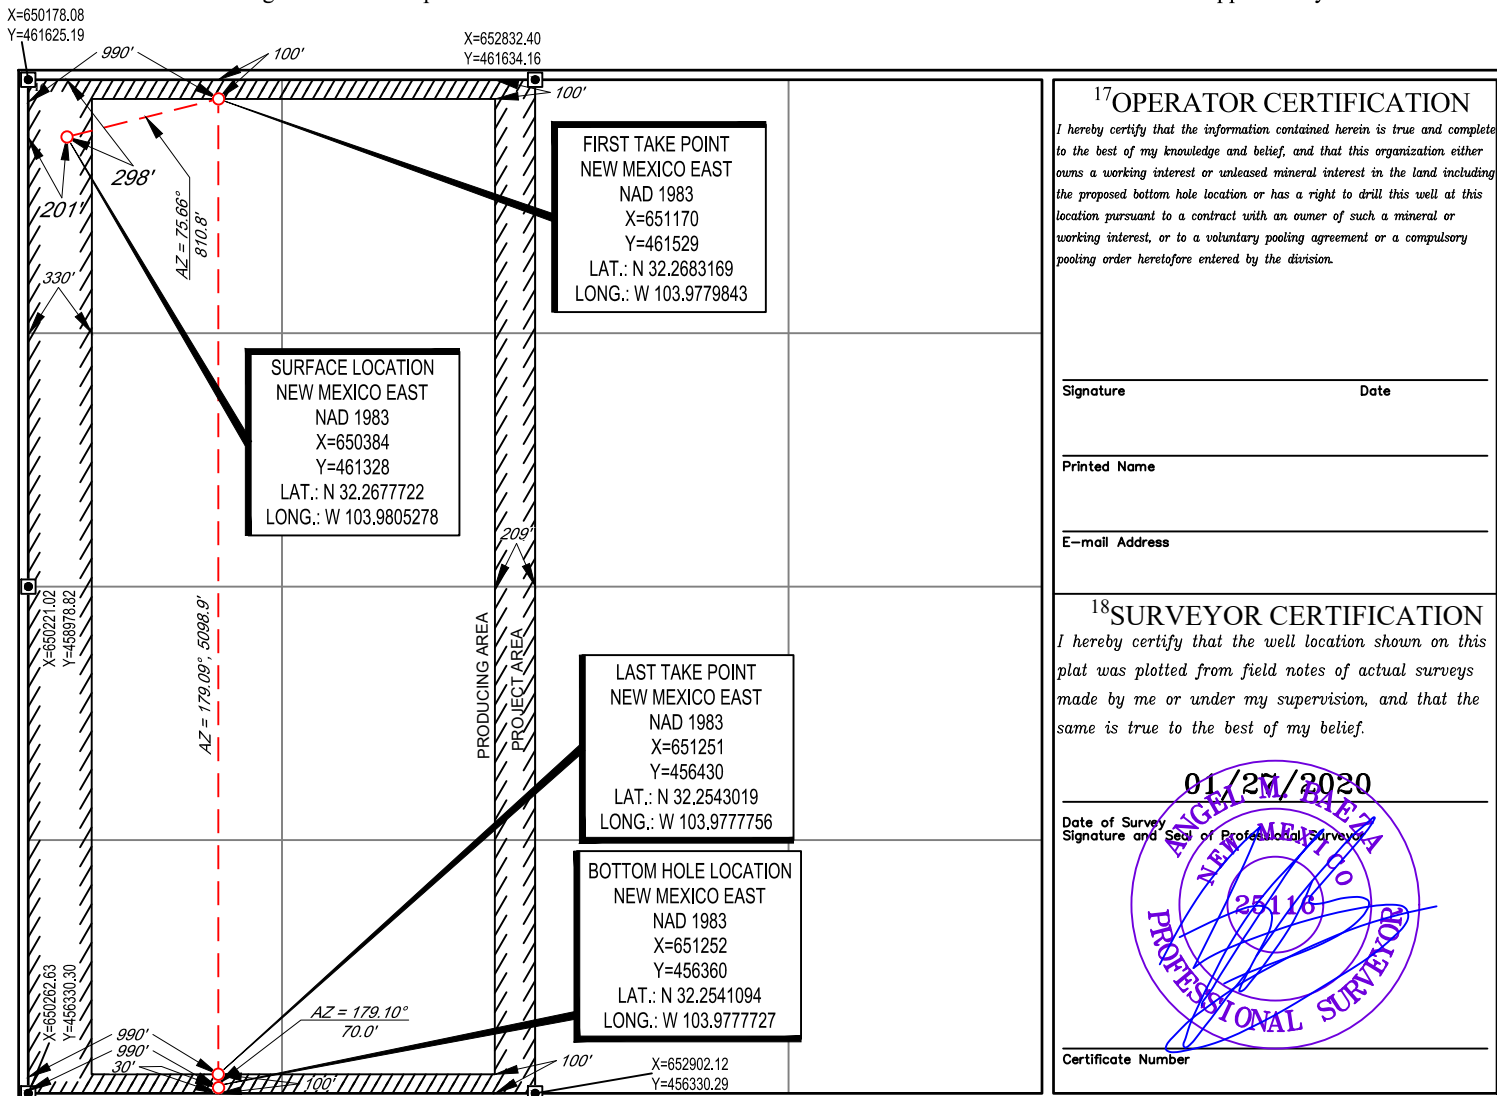 X=650178.08
Y=461625.19
990'
100'
X=652832.40
Y=461634.16
100'
298'
201'
AZ = 75.66°
810.8'
330'
FIRST TAKE POINT
NEW MEXICO EAST
NAD 1983
X=651170
Y=461529
LAT.: N 32.2683169
LONG.: W 103.9779843
SURFACE LOCATION
NEW MEXICO EAST
NAD 1983
X=650384
Y=461328
LAT.: N 32.2677722
LONG.: W 103.9805278
209'
X=650221.02
Y=458978.82
AZ = 179.09°, 5098.9'
PRODUCING AREA
PROJECT AREA
LAST TAKE POINT
NEW MEXICO EAST
NAD 1983
X=651251
Y=456430
LAT.: N 32.2543019
LONG.: W 103.9777756
BOTTOM HOLE LOCATION
NEW MEXICO EAST
NAD 1983
X=651252
Y=456360
LAT.: N 32.2541094
LONG.: W 103.9777727
X=650262.63
Y=456330.30
AZ = 179.10°
70.0'
990'
990'
30'
100'
100'
X=652902.12
Y=456330.29
17OPERATOR CERTIFICATION
I hereby certify that the information contained herein is true and complete
to the best of my knowledge and belief, and that this organization either
owns a working interest or unleased mineral interest in the land including
the proposed bottom hole location or has a right to drill this well at this
location pursuant to a contract with an owner of such a mineral or
working interest, or to a voluntary pooling agreement or a compulsory
pooling order heretofore entered by the division.
Signature Date
Printed Name
E-mail Address
18SURVEYOR CERTIFICATION
I hereby certify that the well location shown on this
plat was plotted from field notes of actual surveys
made by me or under my supervision, and that the
same is true to the best of my belief.
01/27/2020
Date of Survey
Signature and Seal of Professional Surveyor
ANGEL M. BAEZA
NEW MEXICO
25116
PROFESSIONAL SURVEYOR
Certificate Number